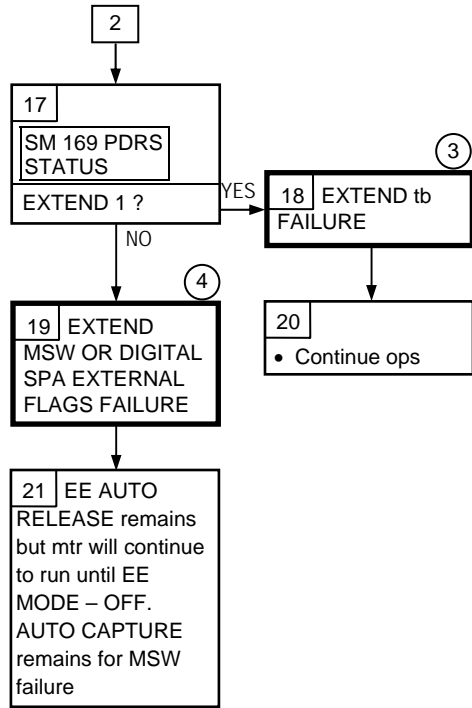 2
17
SM 169 PDRS
STATUS
EXTEND 1 ?
YES
NO
3
18 EXTEND tb
FAILURE
20
• Continue ops
4
19 EXTEND
MSW OR DIGITAL
SPA EXTERNAL
FLAGS FAILURE
21 EE AUTO
RELEASE remains
but mtr will continue
to run until EE
MODE – OFF.
AUTO CAPTURE
remains for MSW
failure